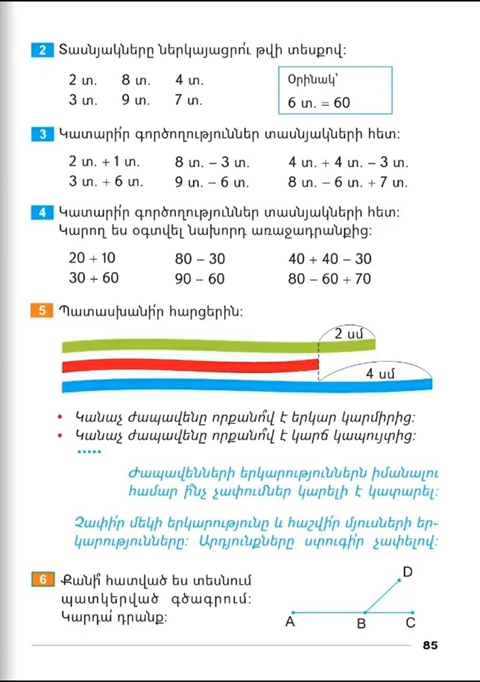 2 Տասնյակները ներկայացրո՛ւ թվի տեսքով:
2 տ. 8 տ. 4 տ.
3 տ. 9 տ. 7 տ.
Օրինակ՝
6 տ. = 60
3 Կատարի՛ր գործողություններ տասնյակների հետ:
2 տ. + 1 տ. 8 տ. – 3 տ. 4 տ. + 4 տ. – 3 տ.
3 տ. + 6 տ. 9 տ. – 6 տ. 8 տ. – 6 տ. + 7 տ.
4 Կատարի՛ր գործողություններ տասնյակների հետ:
Կարող ես օգտվել նախորդ առաջադրանքից:
20 + 10 80 – 30 40 + 40 – 30
30 + 60 90 – 60 80 – 60 + 70
5 Պատասխանի՛ր հարցերին:
2 սմ
4 սմ
• Կանաչ ժապավենը որքանո՞վ է երկար կարմիրից:
• Կանաչ ժապավենը որքանո՞վ է կարճ կապույտից:
•••••
Ժապավենների երկարություններն իմանալու
համար ի՞նչ չափումներ կարելի է կատարել:
Չափի՛ր մեկի երկարությունը և հաշվի՛ր մյուսների եր-
կարությունները: Արդյունքները ստուգի՛ր չափելով:
6 Քանի՞ հատված ես տեսնում
պատկերված գծագրում:
Կարդա՛ դրանք:
D
A B C
85